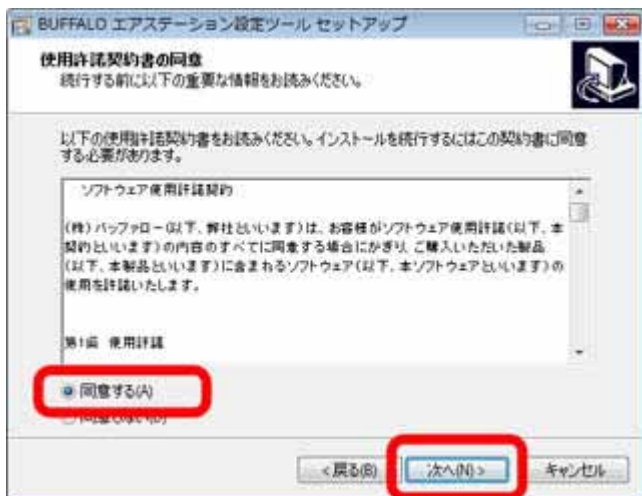 BUFFALO エアステーション設定ツール セットアップ
使用許諾契約書の同意
続行する前に以下の重要な情報をお読みください。
以下の使用許諾契約書をお読みください。インストールを続行するにはこの契約書に同意
する必要があります。
ソフトウェア使用許諾契約
(株)バッファロー(以下、弊社といいます)は、お客様がソフトウェア使用許諾(以下、本
契約といいます)の内容のすべてに同意する場合にかぎり、ご購入いただいた製品
(以下、本製品といいます)に含まれるソフトウェア(以下、本ソフトウェアといいます)の
使用を許諾いたします。
第1項 使用許諾
同意する(A)
同意しない(D)
<戻る(B)
次へ(N)>
キャンセル